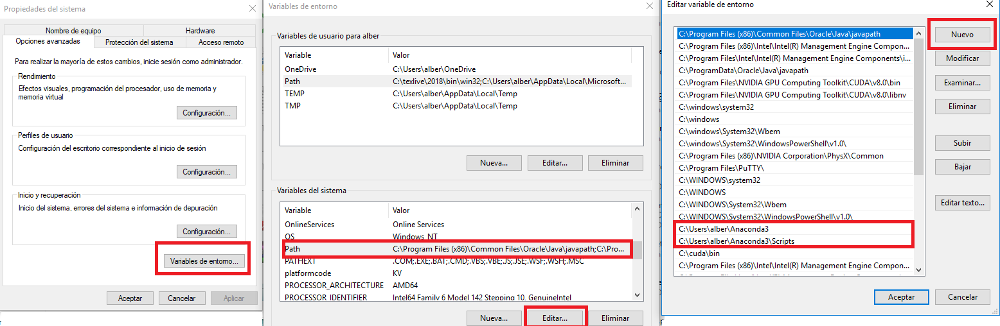 Propiedades del sistema
Nombre de equipo
Hardware
Opciones avanzadas
Protección del sistema
Acceso remoto
Para realizar la mayoría de estos cambios, inicie sesión como administrador.
Rendimiento
Efectos visuales, programación del procesador, uso de memoria y
memoria virtual
Configuración...
Perfiles de usuario
Configuración del escritorio correspondiente al inicio de sesión
Configuración...
Inicio y recuperación
Inicio del sistema, errores del sistema e información de depuración
Configuración...
Variables de entorno...
Aceptar
Cancelar
Aplicar
Variables de entorno
Variables de usuario para alber
Variable Valor
OneDrive C:\Users\alber\OneDrive
Path C:\texlive\2018\bin\win32;C:\Users\alber\AppData\Local\Microsoft...
TEMP C:\Users\alber\AppData\Local\Temp
TMP C:\Users\alber\AppData\Local\Temp
Nueva...
Editar...
Eliminar
Variables del sistema
Variable Valor
OnlineServices Online Services
OS Windows_NT
Path C:\Program Files (x86)\Common Files\Oracle\Java\javapath;C:\Pro...
PATHEXT .COM;.EXE;.BAT;.CMD;.VBS;.VBE;.JS;.JSE;.WSF;.WSH;.MSC
platformcode KV
PROCESSOR_ARCHITECTURE AMD64
PROCESSOR_IDENTIFIER Intel64 Family 6 Model 142 Stepping 10, GenuineIntel
Nueva...
Editar...
Eliminar
Editar variable de entorno
C:\Program Files (x86)\Common Files\Oracle\Java\javapath
C:\Program Files (x86)\Intel\Intel(R) Management Engine Compon...
C:\Program Files\Intel\Intel(R) Management Engine Components\i...
C:\ProgramData\Oracle\Java\javapath
C:\Program Files\NVIDIA GPU Computing Toolkit\CUDA\v8.0\bin
C:\Program Files\NVIDIA GPU Computing Toolkit\CUDA\v8.0\libnv
C:\windows\system32
C:\windows
C:\windows\System32\Wbem
C:\windows\System32\WindowsPowerShell\v1.0\
C:\Program Files (x86)\NVIDIA Corporation\PhysX\Common
C:\Program Files\PuTTY\
C:\WINDOWS\system32
C:\WINDOWS
C:\WINDOWS\System32\Wbem
C:\WINDOWS\System32\WindowsPowerShell\v1.0\
C:\Users\alber\Anaconda3
C:\Users\alber\Anaconda3\Scripts
C:\cuda\bin
C:\Program Files (x86)\Intel\Intel(R) Management Engine Compon...
Nuevo
Modificar
Examinar...
Eliminar
Subir
Bajar
Editar texto...
Aceptar
Cancelar